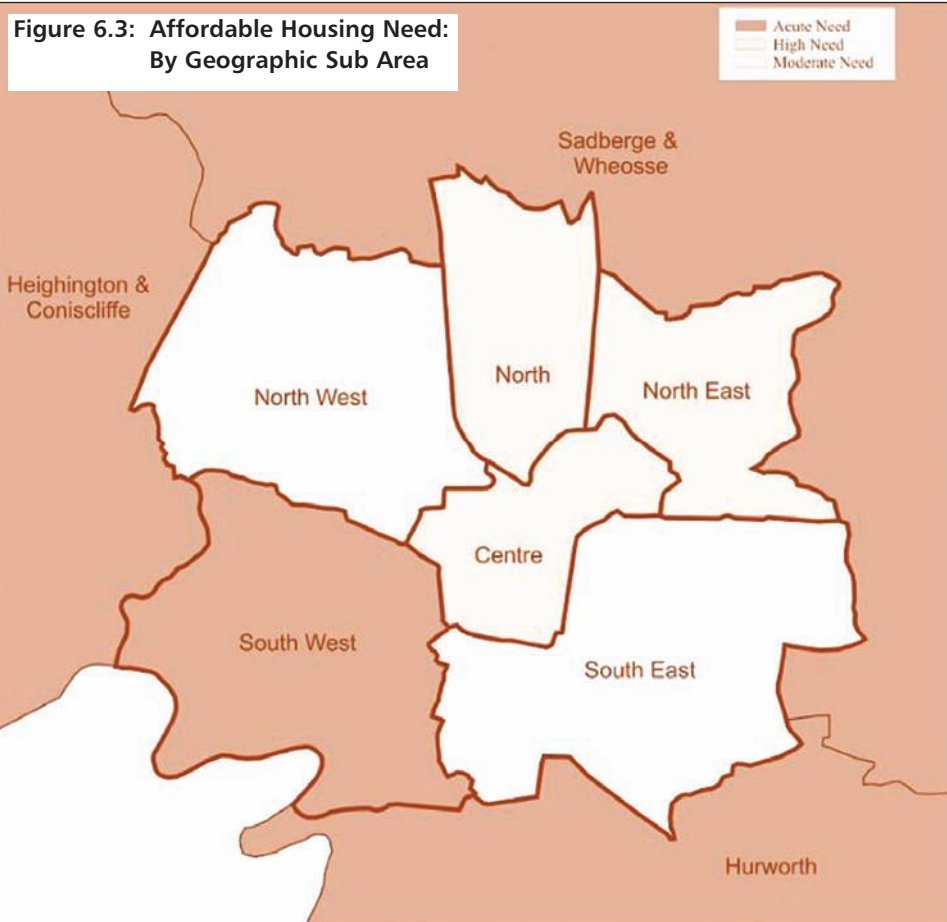 Figure 6.3: Affordable Housing Need:
By Geographic Sub Area
Acute Need
High Need
Moderate Need
Sadberge &
Wheosse
Heighington &
Coniscliffe
North West
North
North East
Centre
South West
South East
Hurworth